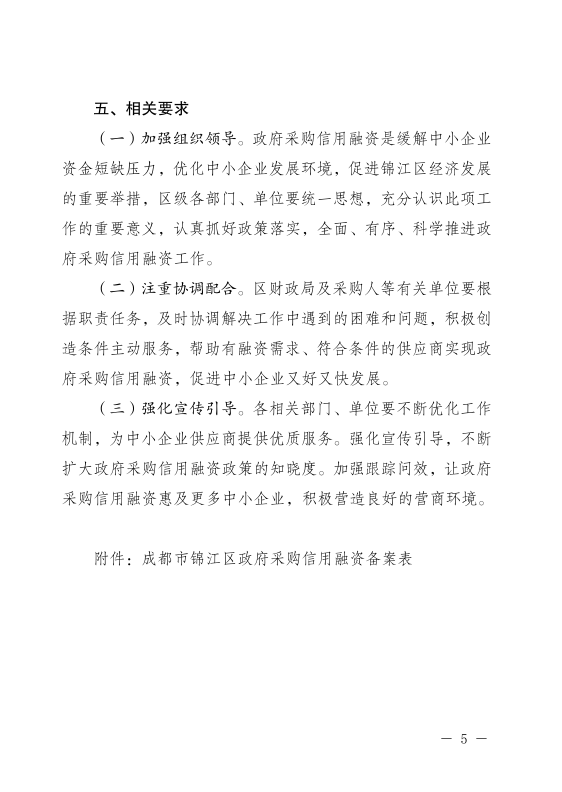 五、相关要求
（一）加强组织领导。政府采购信用融资是缓解中小企业
资金短缺压力，优化中小企业发展环境，促进锦江区经济发展
的重要举措，区级各部门、单位要统一思想，充分认识此项工
作的重要意义，认真抓好政策落实，全面、有序、科学推进政
府采购信用融资工作。
（二）注重协调配合。区财政局及采购人等有关单位要根
据职责任务，及时协调解决工作中遇到的困难和问题，积极创
造条件主动服务，帮助有融资需求、符合条件的供应商实现政
府采购信用融资，促进中小企业又好又快发展。
（三）强化宣传引导。各相关部门、单位要不断优化工作
机制，为中小企业供应商提供优质服务。强化宣传引导，不断
扩大政府采购信用融资政策的知晓度。加强跟踪问效，让政府
采购信用融资惠及更多中小企业，积极营造良好的营商环境。
附件：成都市锦江区政府采购信用融资备案表
— 5 —